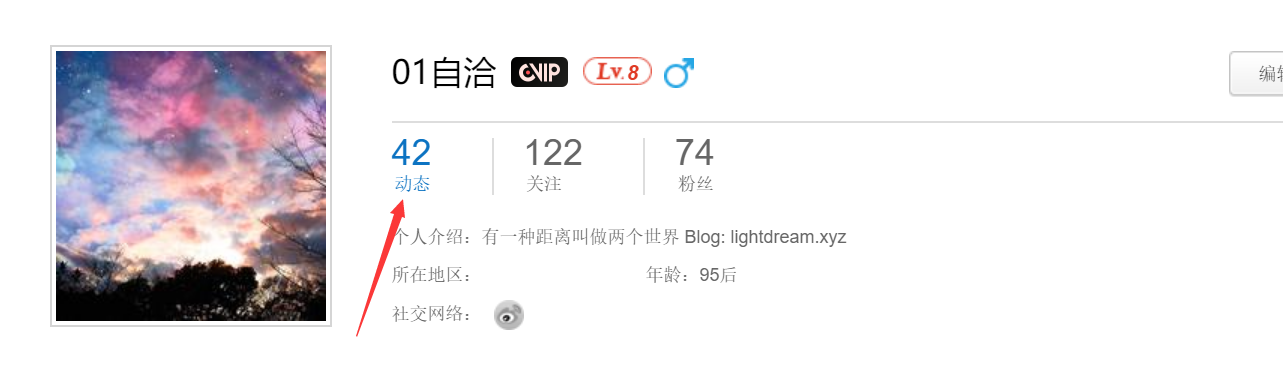 01自洽 VIP Lv.8
编辑
42 122 74
动态 关注 粉丝
个人介绍：有一种距离叫做两个世界 Blog: lightdream.xyz
所在地区： 年龄：95后
社交网络：